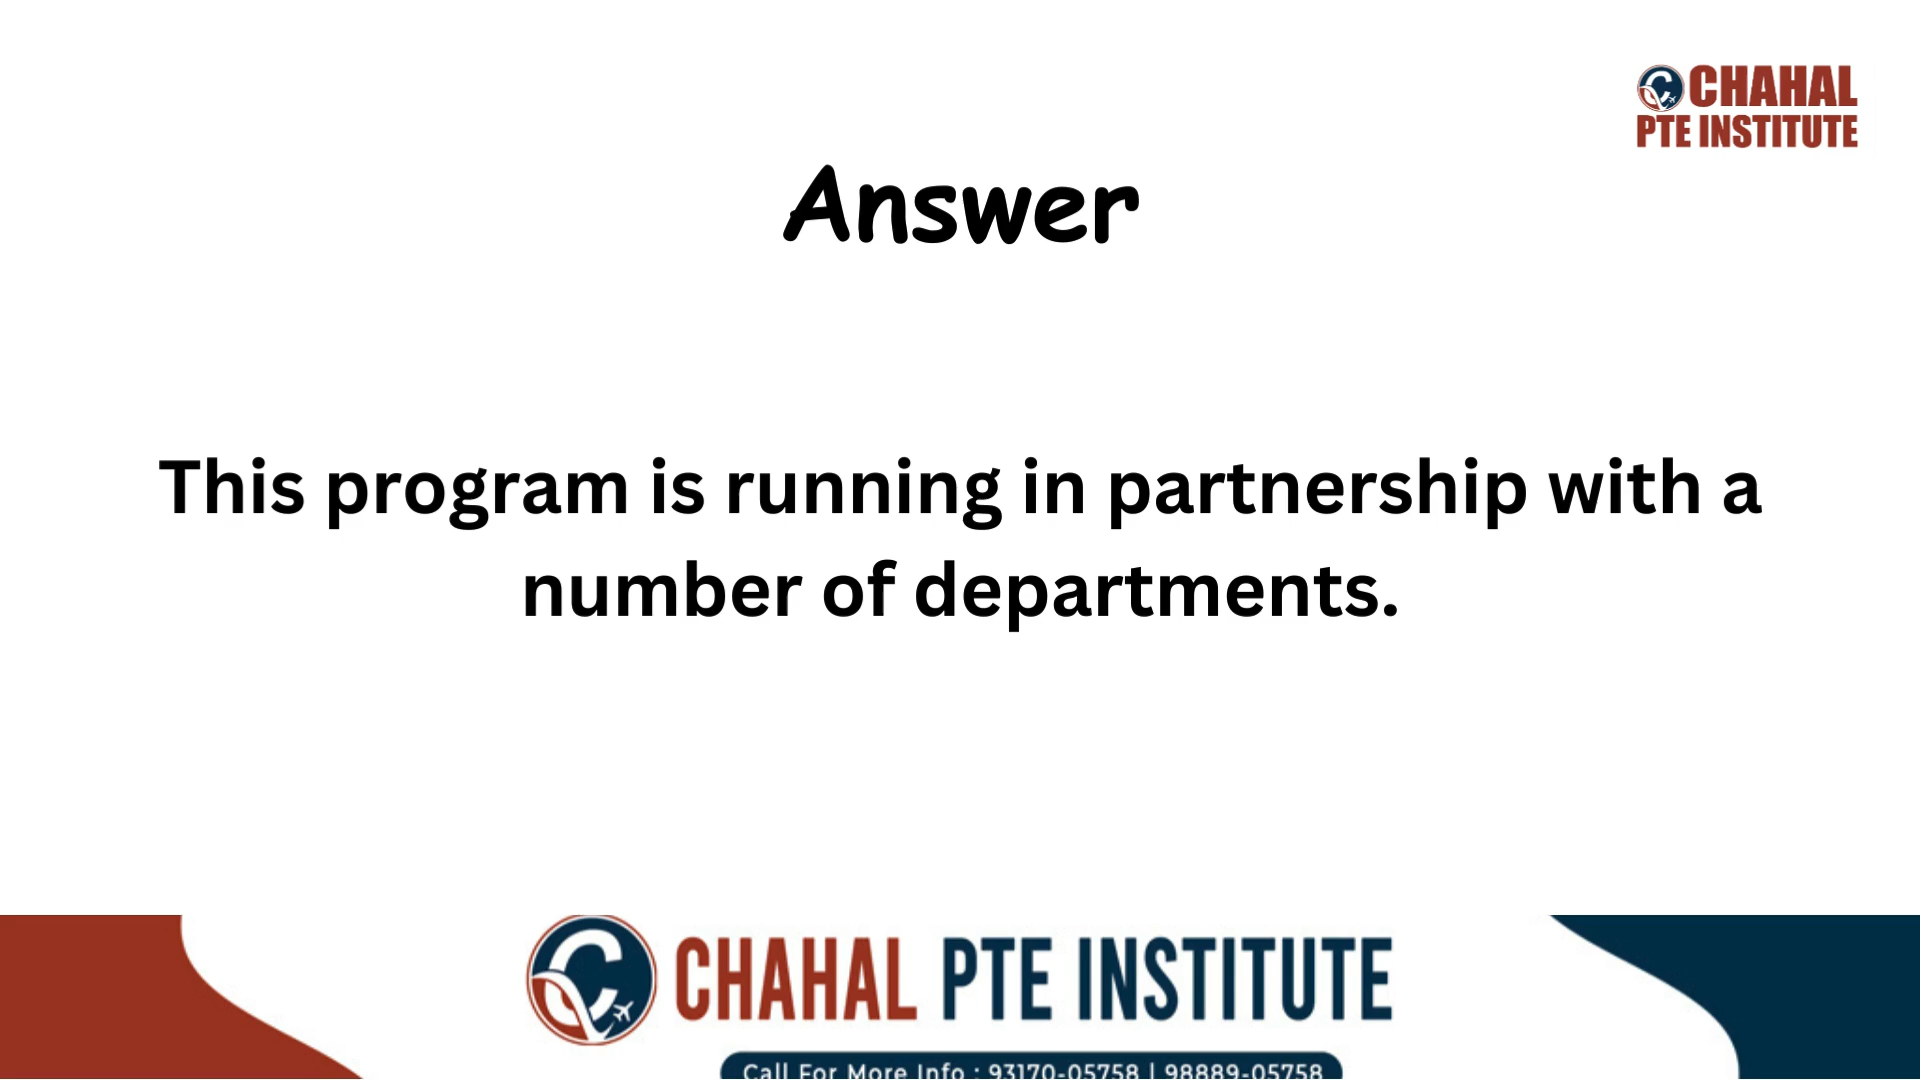 CHAHAL
PTE INSTITUTE
Answer
This program is running in partnership with a
number of departments.
CHAHAL PTE INSTITUTE
Call For More Info : 93170-05758 | 98889-05758